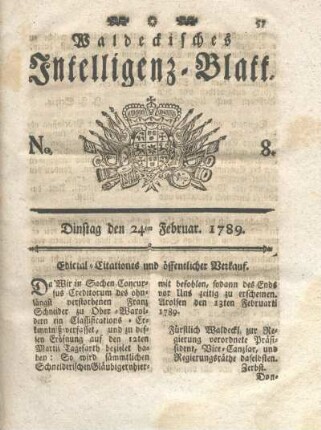 57
Waldeckisches
Intelligenz-Blatt.
No. 8.
Dinstag den 24ten Februar. 1789.
Edictal-Citationes und öffentlicher Verkauf.
Da Wir in Sachen Concur-
sus Creditorum des ohn-
längst verstorbenen Franz
Schneider zu Ober-Warol-
dern ein Classifications-Er-
kenntniß verfasset, und zu des-
sen Eröfnung auf den 12ten
Martii Tagefarth bezielet ha-
ben: So wird sämmtlichen
Schneiderischen Gläubigern hier-
mit befohlen, sodann des Ends
vor Uns zeitig zu erscheinen.
Arolsen den 13ten Februarii
1789.
Fürstlich Waldeckl. zur Re-
gierung verordnete Präsi-
sident, Vice-Canzlar, und
Regierungsräthe daselbsten.
Zerbst.
Don-